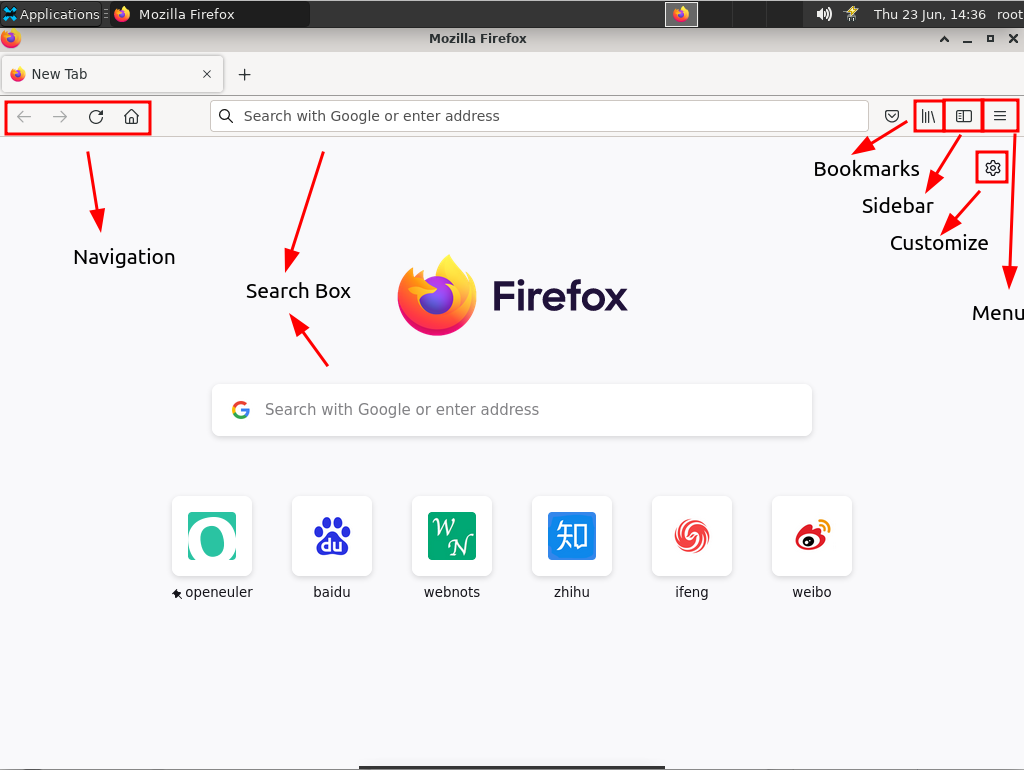 Applications
Mozilla Firefox
Thu 23 Jun, 14:36
root
Mozilla Firefox
New Tab
Search with Google or enter address
Bookmarks
Sidebar
Customize
Navigation
Search Box
Firefox
Menu
Search with Google or enter address
du
W
N
知
openeuler
baidu
webnots
zhihu
ifeng
weibo